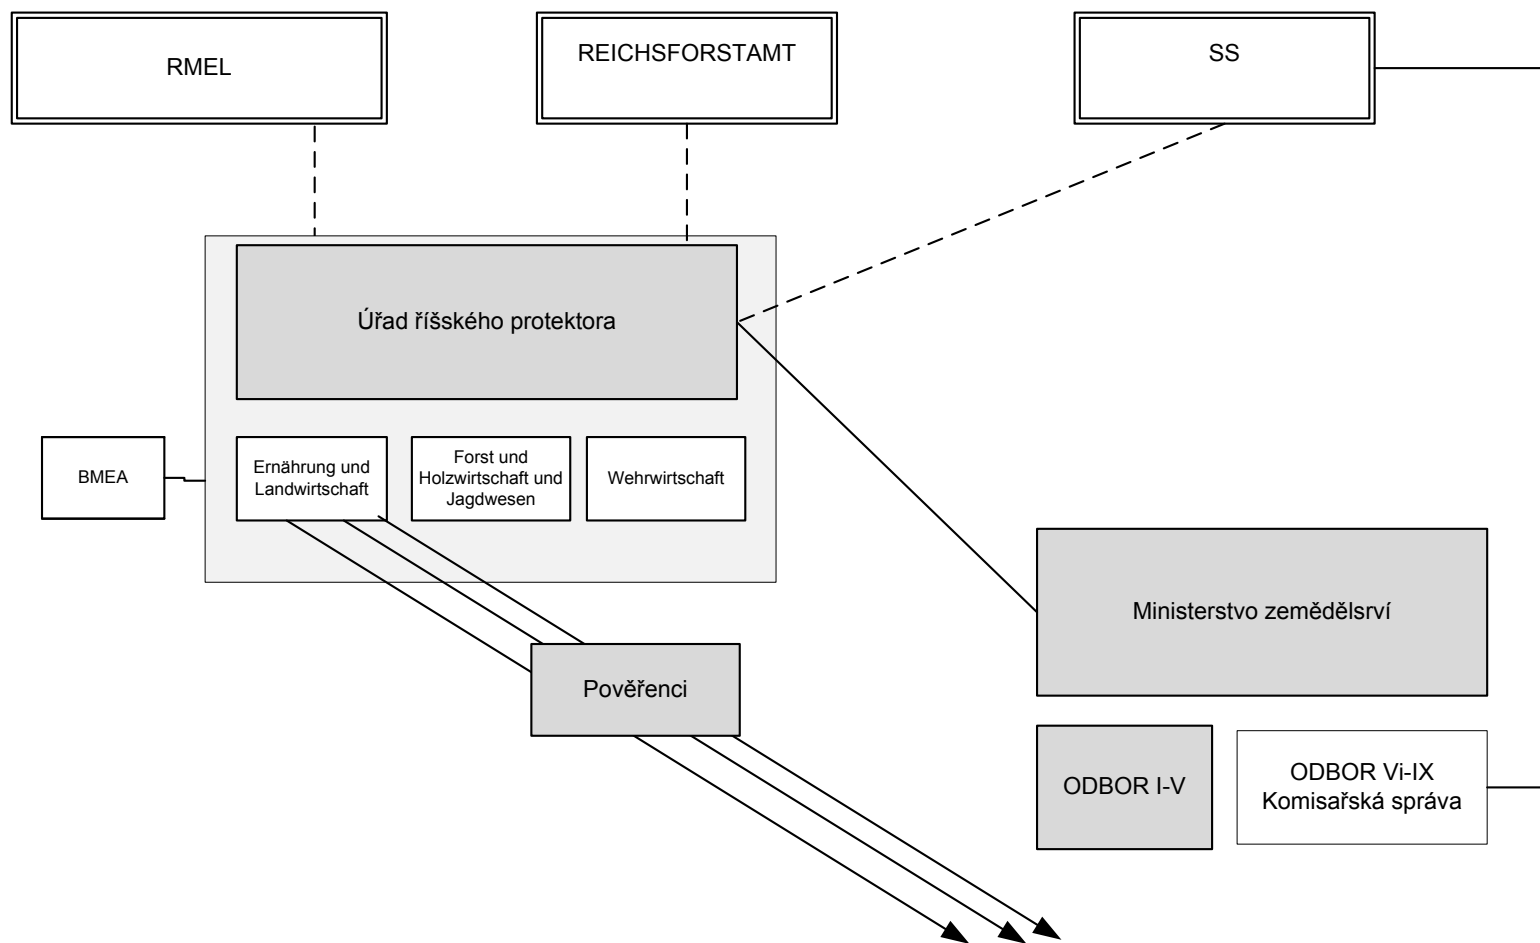 RMEL
REICHSFORSTAMT
SS
Úřad říšského protektora
BMEA
Ernährung und
Landwirtschaft
Forst und
Holzwirtschaft und
Jagdwesen
Wehrwirtschaft
Ministerstvo zemědělsrví
Pověřenci
ODBOR I-V
ODBOR Vi-IX
Komisařská správa